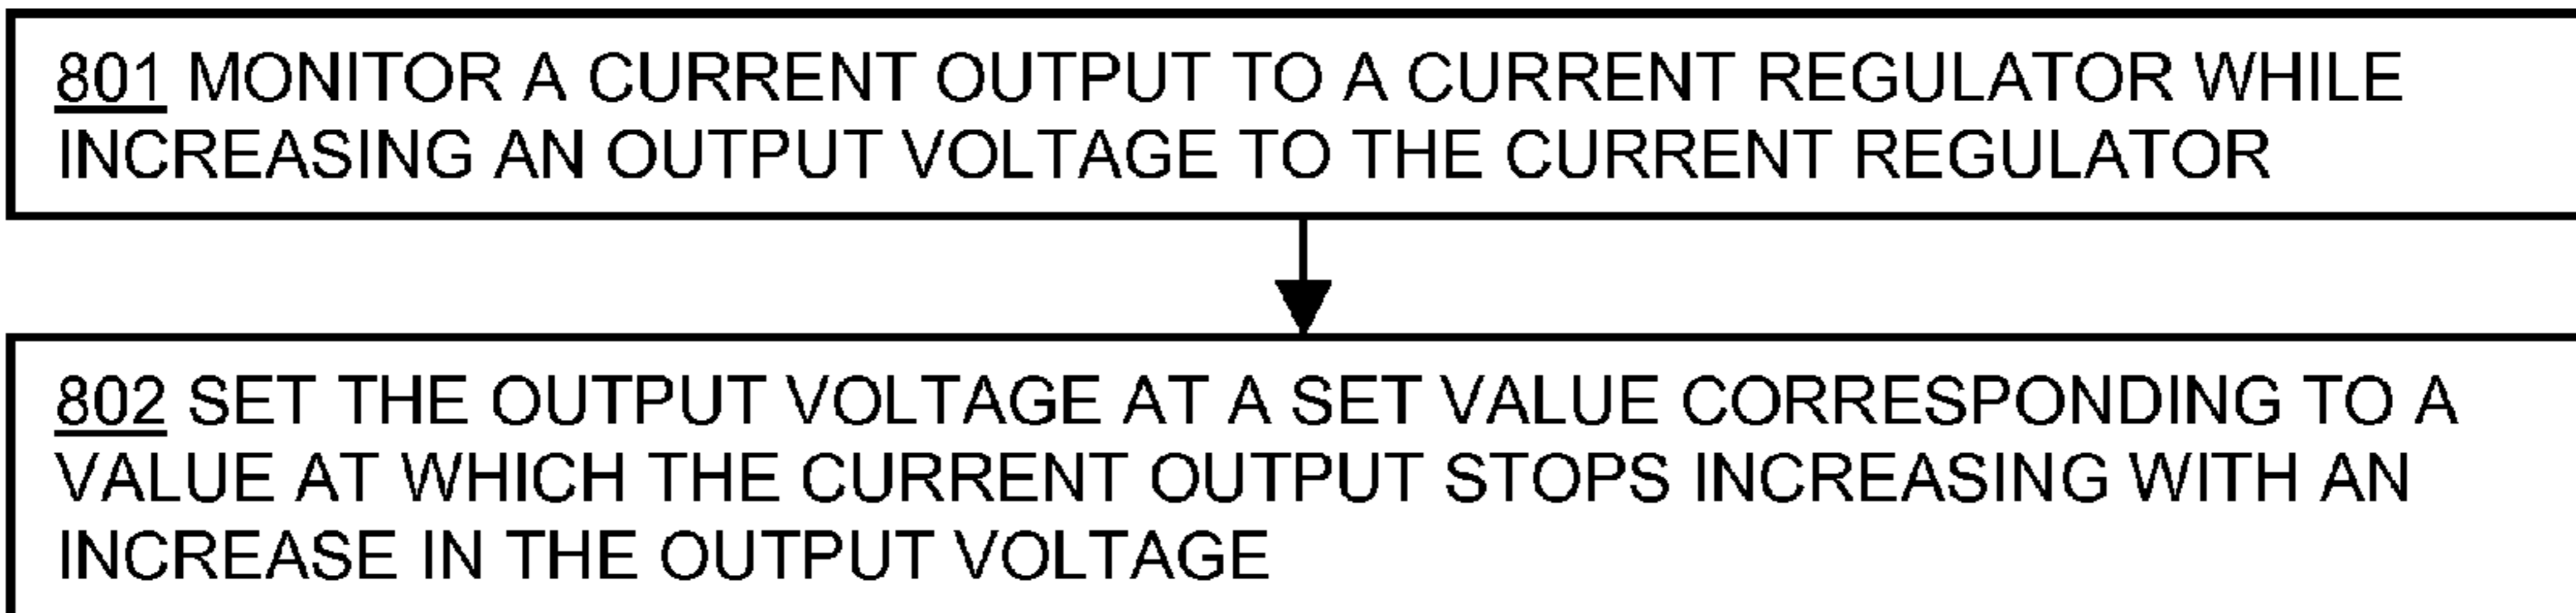 801 MONITOR A CURRENT OUTPUT TO A CURRENT REGULATOR WHILE
INCREASING AN OUTPUT VOLTAGE TO THE CURRENT REGULATOR
802 SET THE OUTPUT VOLTAGE AT A SET VALUE CORRESPONDING TO A
VALUE AT WHICH THE CURRENT OUTPUT STOPS INCREASING WITH AN
INCREASE IN THE OUTPUT VOLTAGE